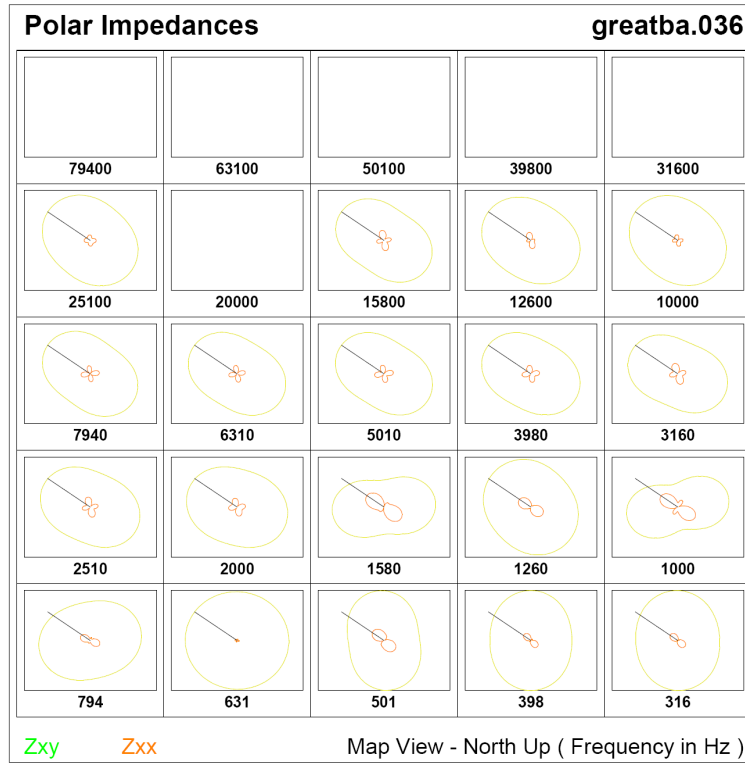 Polar Impedances greatba.036
79400 63100 50100 39800 31600
25100 20000 15800 12600 10000
7940 6310 5010 3980 3160
2510 2000 1580 1260 1000
794 631 501 398 316
Zxy Zxx Map View - North Up ( Frequency in Hz )